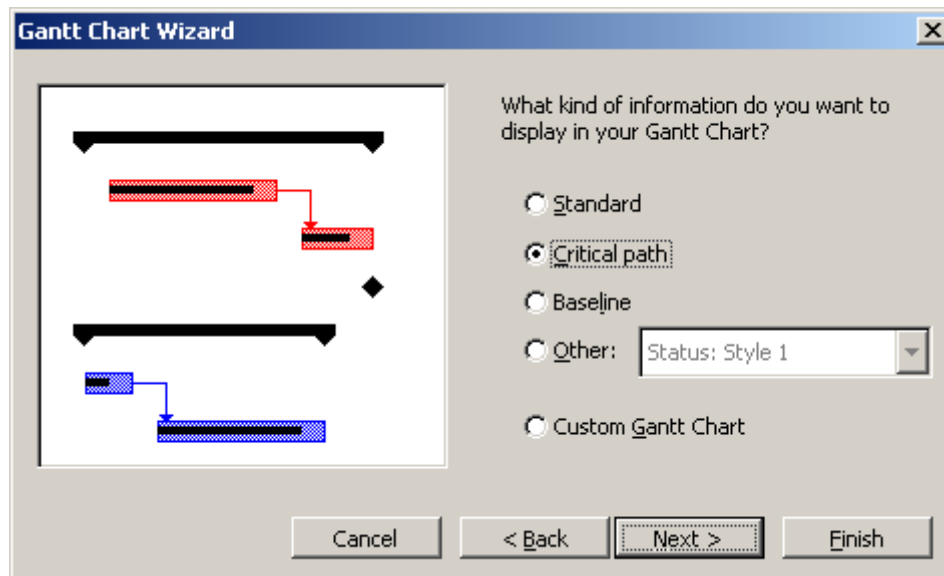 Gantt Chart Wizard
What kind of information do you want to
display in your Gantt Chart?
Standard
Critical path
Baseline
Other:
Status: Style 1
Custom Gantt Chart
Cancel
< Back
Next >
Finish